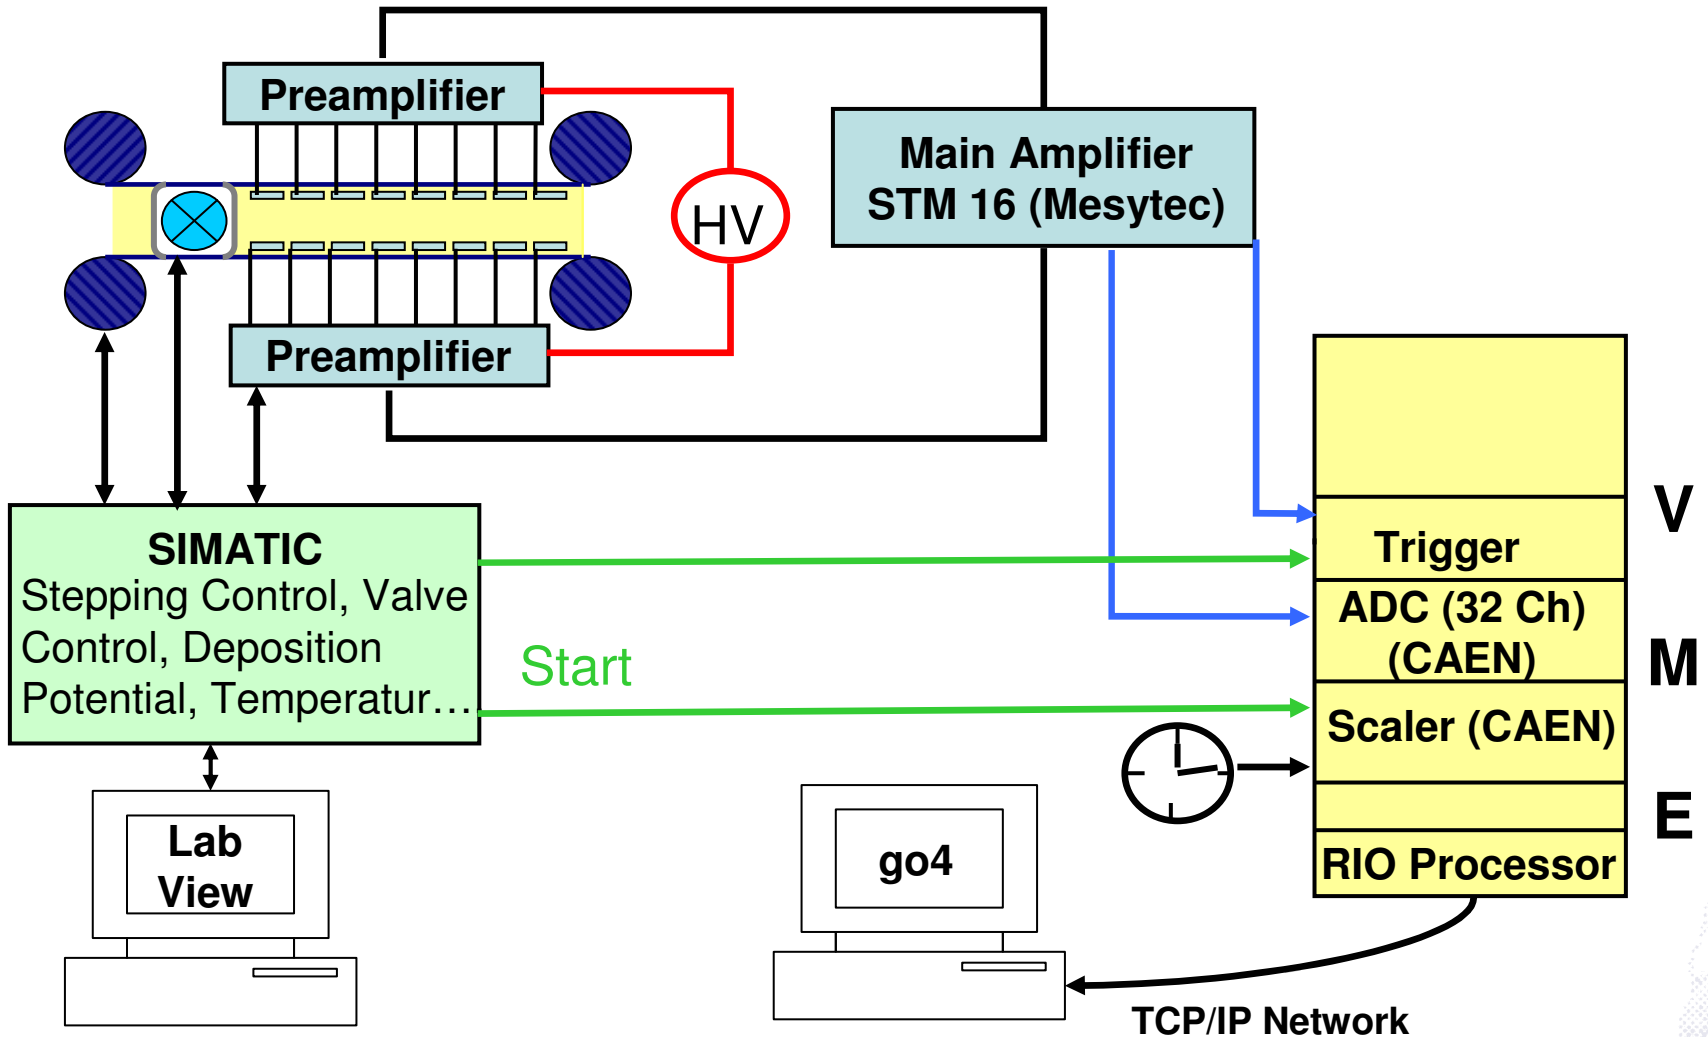 Preamplifier
Main Amplifier
STM 16 (Mesytec)
HV
Preamplifier
SIMATIC
Stepping Control, Valve
Control, Deposition
Potential, Temperatur…
Start
Trigger
ADC (32 Ch)
(CAEN)
Scaler (CAEN)
RIO Processor
V
M
E
Lab
View
go4
TCP/IP Network